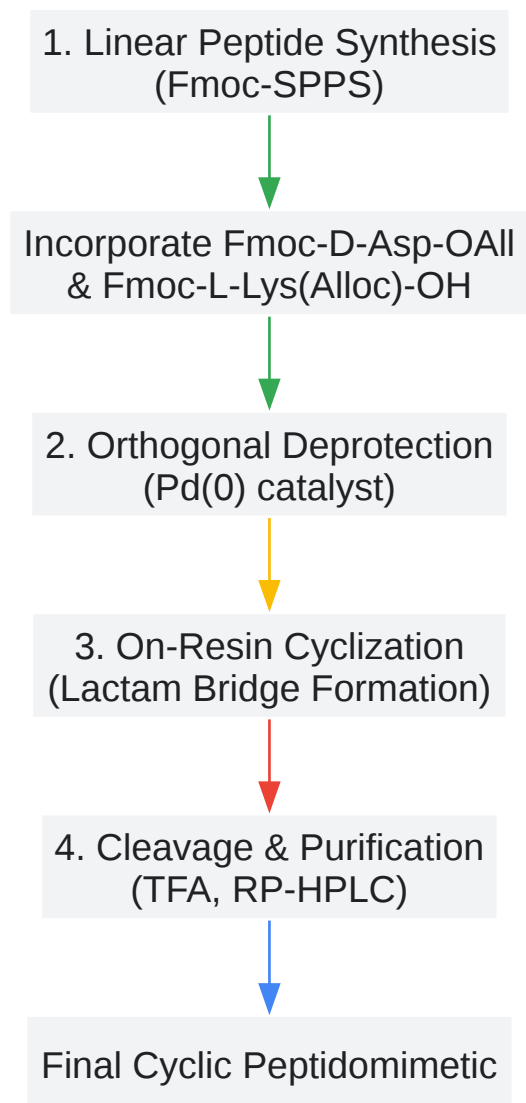 1. Linear Peptide Synthesis
(Fmoc-SPPS)
Incorporate Fmoc-D-Asp-OAll
& Fmoc-L-Lys(Alloc)-OH
2. Orthogonal Deprotection
(Pd(0) catalyst)
3. On-Resin Cyclization
(Lactam Bridge Formation)
4. Cleavage & Purification
(TFA, RP-HPLC)
Final Cyclic Peptidomimetic